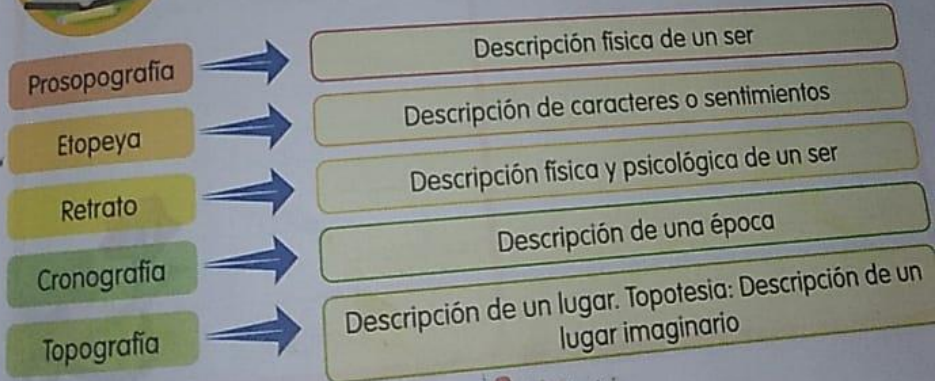 Prosopografía
Descripción física de un ser
Etopeya
Descripción de caracteres o sentimientos
Retrato
Descripción física y psicológica de un ser
Cronografía
Descripción de una época
Topografía
Descripción de un lugar. Topotesia: Descripción de un
lugar imaginario